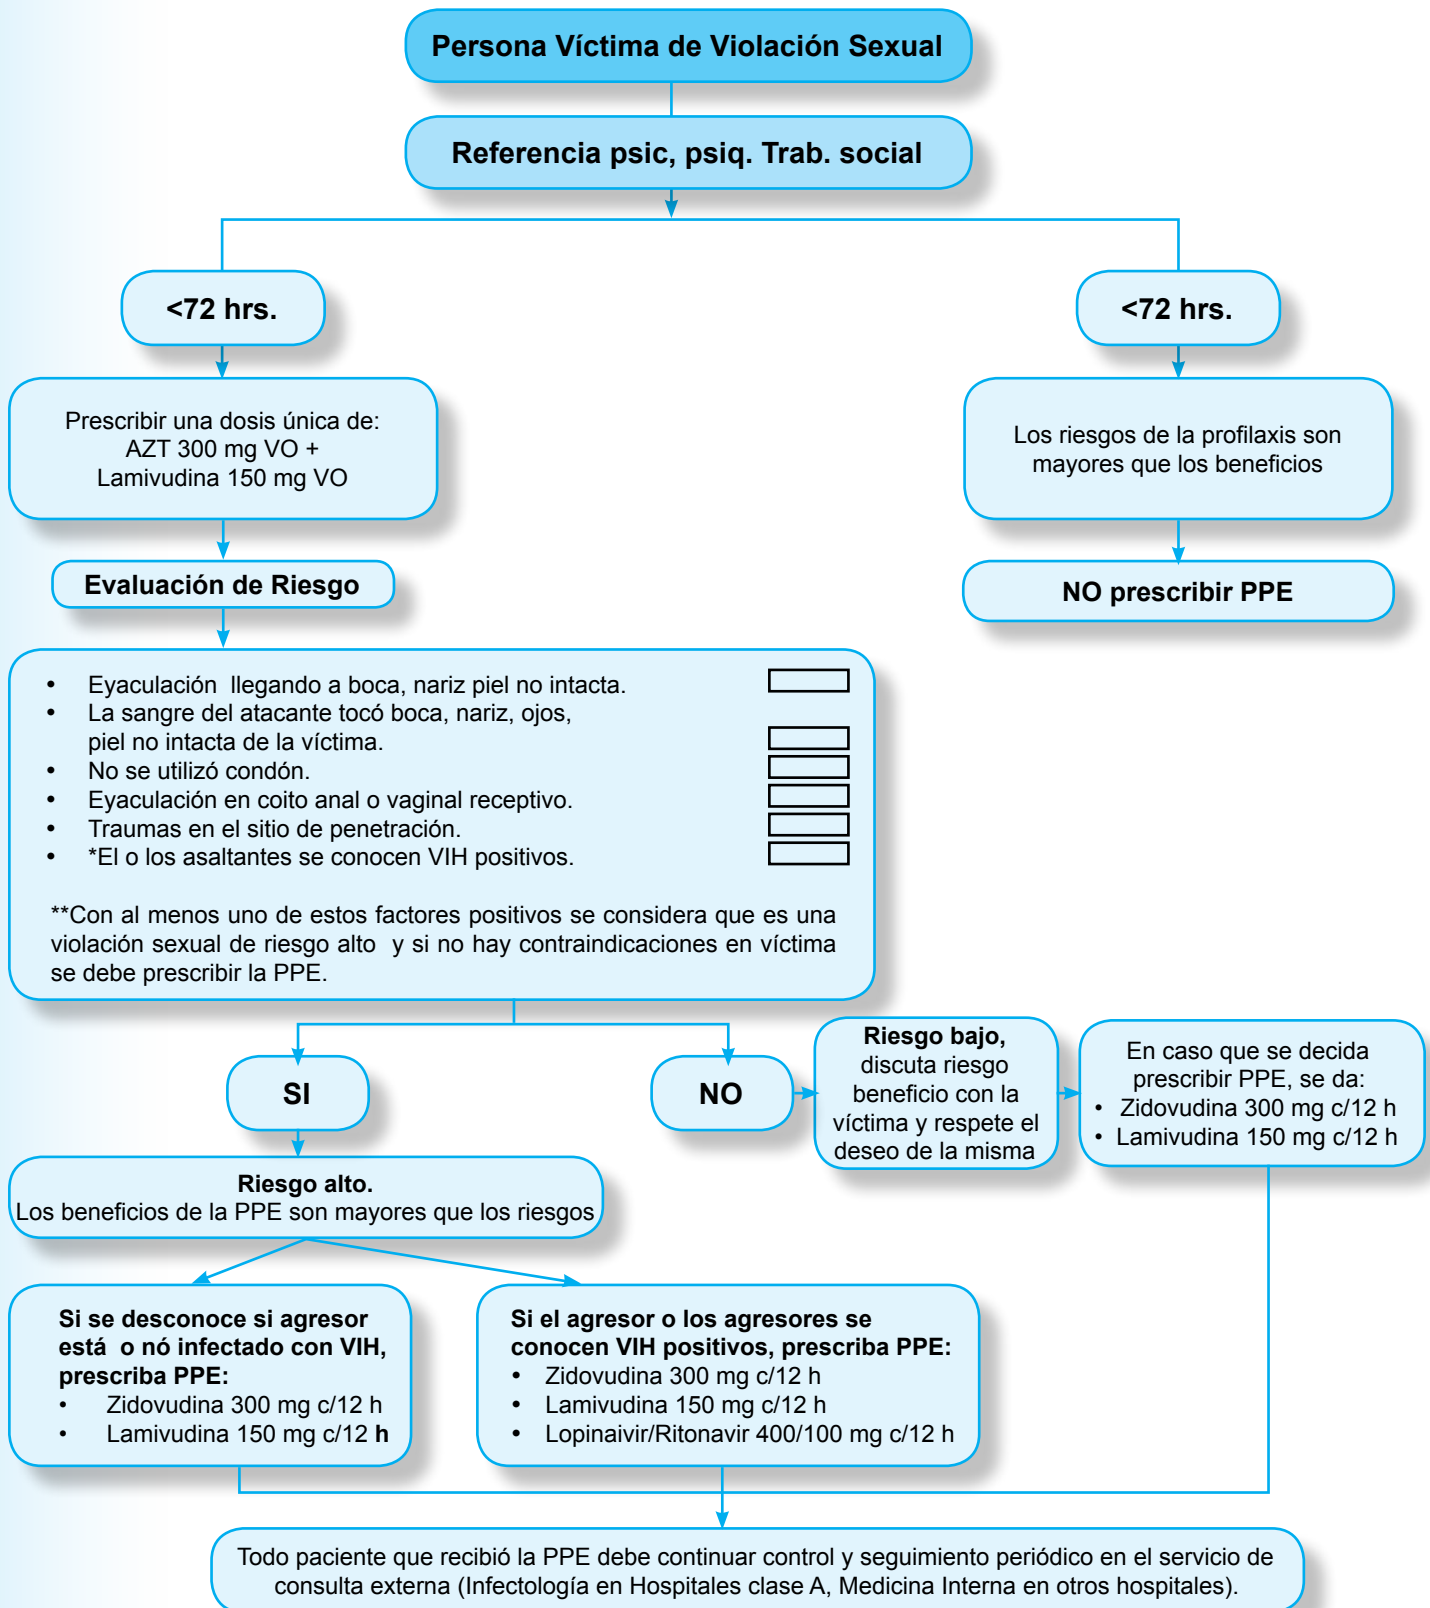 Persona Víctima de Violación Sexual
Referencia psic, psiq. Trab. social
<72 hrs.
<72 hrs.
Prescribir una dosis única de:
AZT 300 mg VO +
Lamivudina 150 mg VO
Los riesgos de la profilaxis son
mayores que los beneficios
Evaluación de Riesgo
NO prescribir PPE
• Eyaculación llegando a boca, nariz piel no intacta.
• La sangre del atacante tocó boca, nariz, ojos,
piel no intacta de la víctima.
• No se utilizó condón.
• Eyaculación en coito anal o vaginal receptivo.
• Traumas en el sitio de penetración.
• *El o los asaltantes se conocen VIH positivos.
**Con al menos uno de estos factores positivos se considera que es una
violación sexual de riesgo alto y si no hay contraindicaciones en víctima
se debe prescribir la PPE.
SI
NO
Riesgo bajo,
discuta riesgo
beneficio con la
víctima y respete el
deseo de la misma
En caso que se decida
prescribir PPE, se da:
• Zidovudina 300 mg c/12 h
• Lamivudina 150 mg c/12 h
Riesgo alto.
Los beneficios de la PPE son mayores que los riesgos
Si se desconoce si agresor
está o nó infectado con VIH,
prescriba PPE:
• Zidovudina 300 mg c/12 h
• Lamivudina 150 mg c/12 h
Si el agresor o los agresores se
conocen VIH positivos, prescriba PPE:
• Zidovudina 300 mg c/12 h
• Lamivudina 150 mg c/12 h
• Lopinaivir/Ritonavir 400/100 mg c/12 h
Todo paciente que recibió la PPE debe continuar control y seguimiento periódico en el servicio de
consulta externa (Infectología en Hospitales clase A, Medicina Interna en otros hospitales).